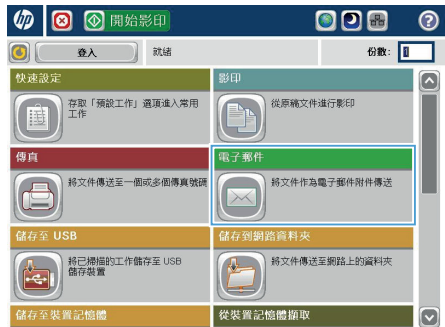 hp
開始影印
?
登入
就緒
份數:
1
快速設定
存取「預設工作」選項進入常用
工作
影印
從原稿文件進行影印
傳真
將文件傳送至一個或多個傳真號碼
電子郵件
將文件作為電子郵件附件傳送
儲存至 USB
將已掃描的工作儲存至 USB
儲存裝置
儲存到網路資料夾
將文件傳送至網路上的資料夾
儲存至裝置記憶體
從裝置記憶體擷取